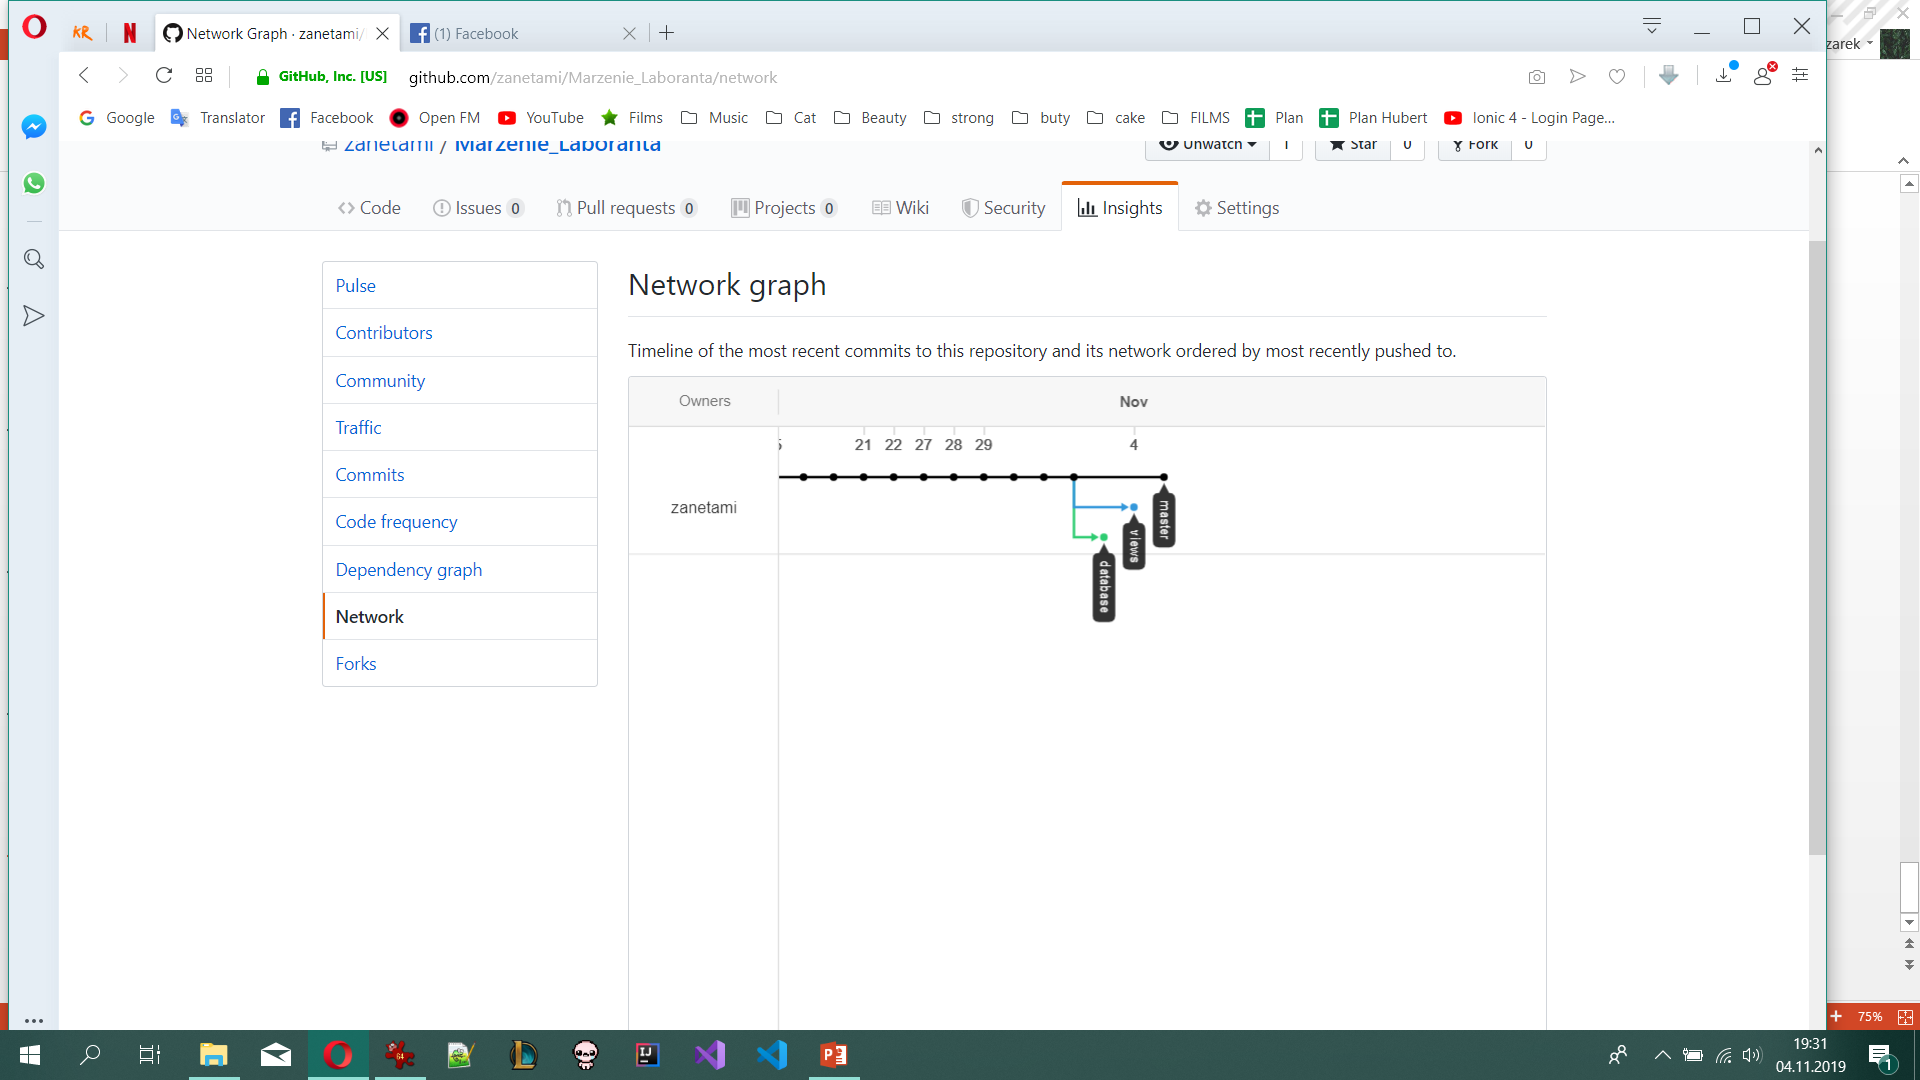 Network Graph · zanetami/
(1) Facebook
zarek
GitHub, Inc. [US]
github.com/zanetami/Marzenie_Laboranta/network
Google
Translator
Facebook
Open FM
YouTube
Films
Music
Cat
Beauty
strong
buty
cake
FILMS
Plan
Plan Hubert
Ionic 4 - Login Page...
zanetami / Marzenie_Laboranta
Unwatch 1
Star 0
Fork 0
Code
Issues 0
Pull requests 0
Projects 0
Wiki
Security
Insights
Settings
Pulse
Contributors
Community
Traffic
Commits
Code frequency
Dependency graph
Network
Forks
Network graph
Timeline of the most recent commits to this repository and its network ordered by most recently pushed to.
Owners
Nov
21 22 27 28 29 4
zanetami
master
views
database
75%
19:31
04.11.2019
1